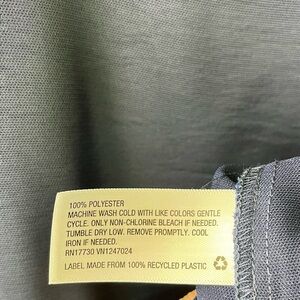 100% POLYESTER
MACHINE WASH COLD WITH LIKE COLORS GENTLE
CYCLE. ONLY NON-CHLORINE BLEACH IF NEEDED.
TUMBLE DRY LOW. REMOVE PROMPTLY. COOL
IRON IF NEEDED.
RN17730 VN1247024
LABEL MADE FROM 100% RECYCLED PLASTIC